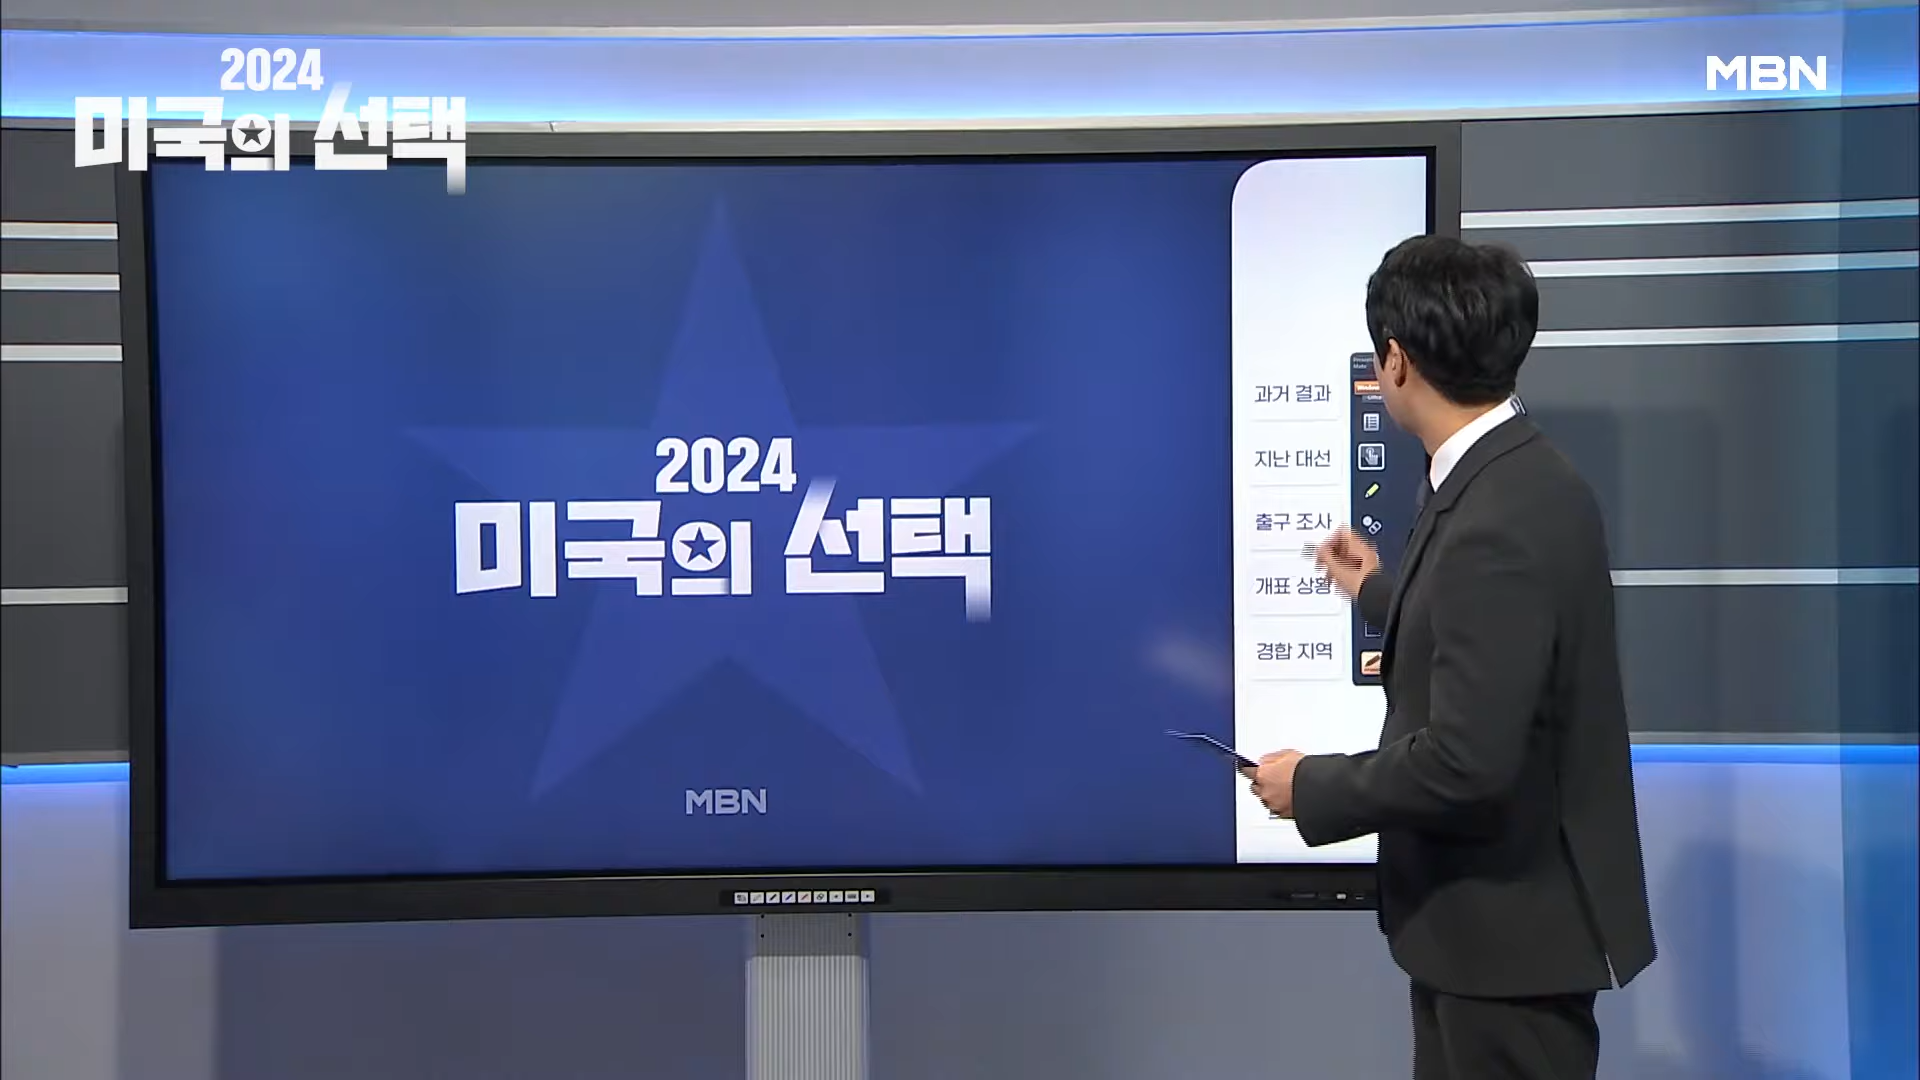 2024
미국의 선택
MBN
2024
미국의 선택
MBN
과거 결과
지난 대선
출구 조사
개표 상황
경합 지역